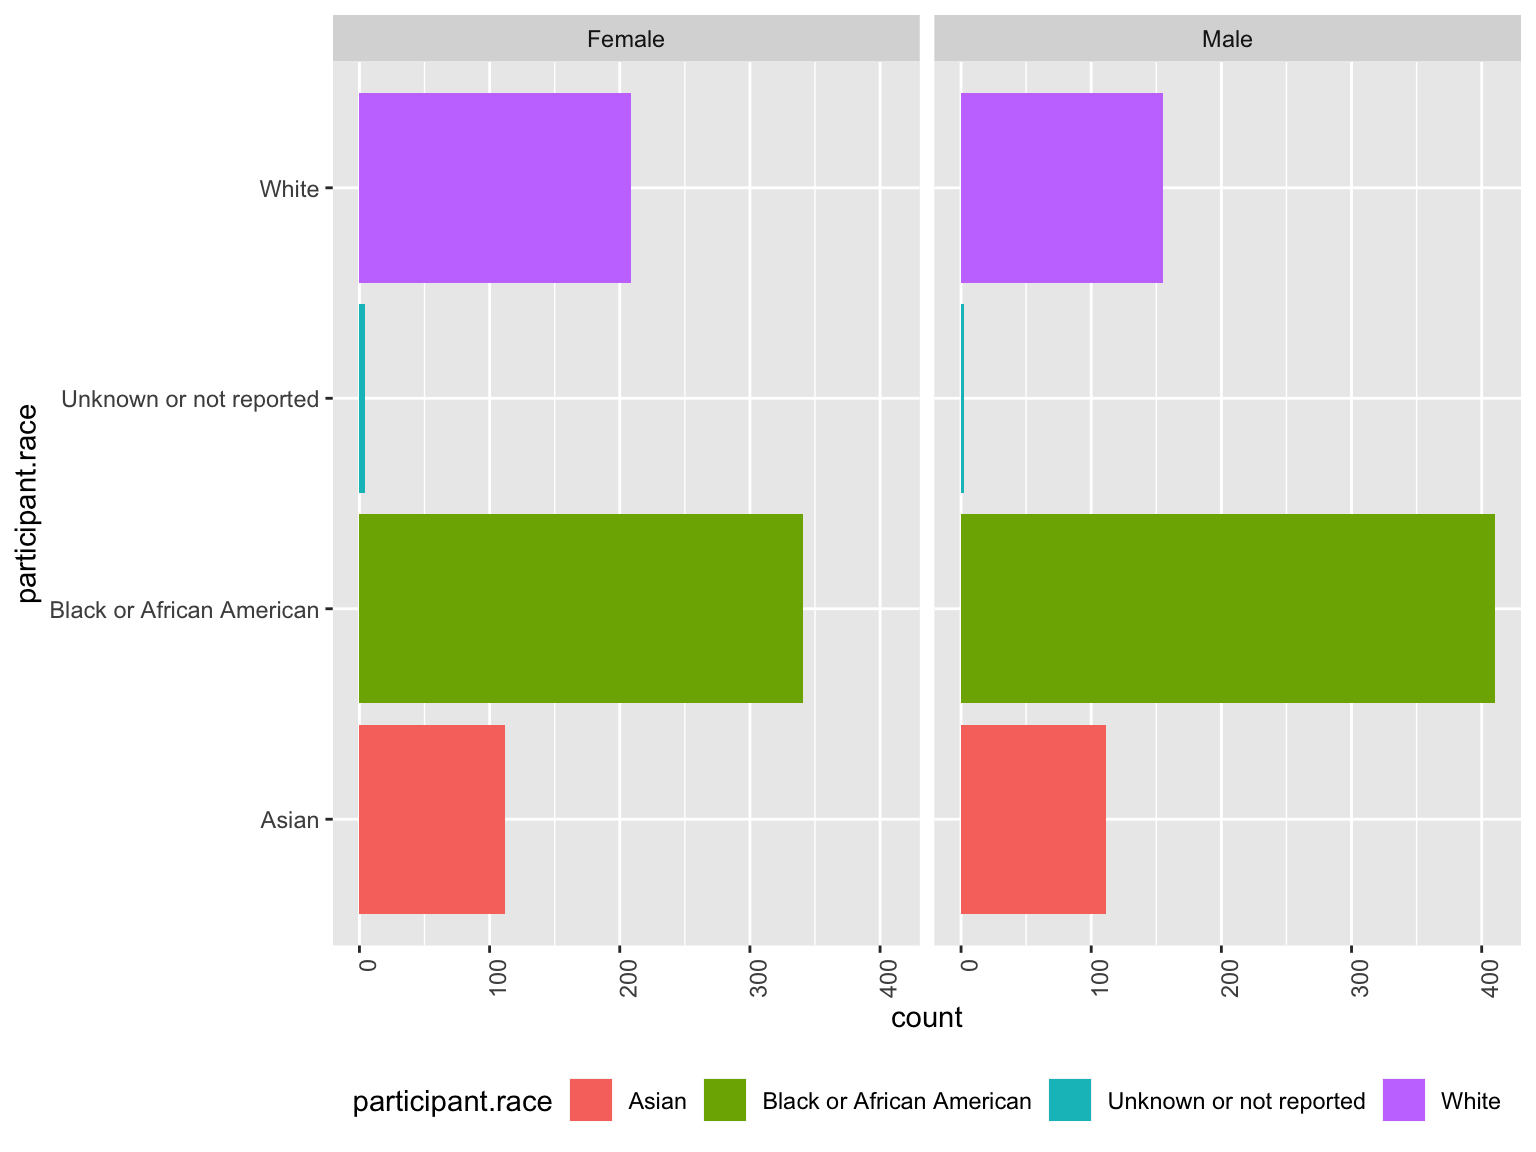 Female
Male
White
Unknown or not reported
Black or African American
Asian
participant.race
0 100 200 300 400
0 100 200 300 400
count
participant.race Asian Black or African American Unknown or not reported White